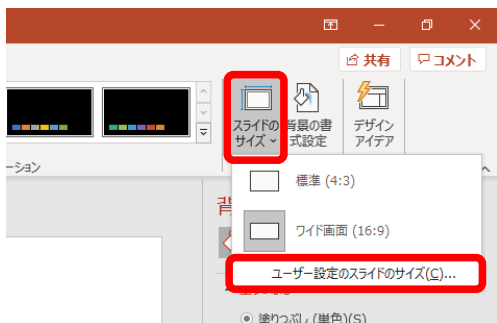 共有
コメント
スライドの
サイズ
背景の書
式設定
デザイン
アイデア
ーション
標準 (4:3)
ワイド画面 (16:9)
ユーザー設定のスライドのサイズ(C)...
塗りつぶし (単色)(S)